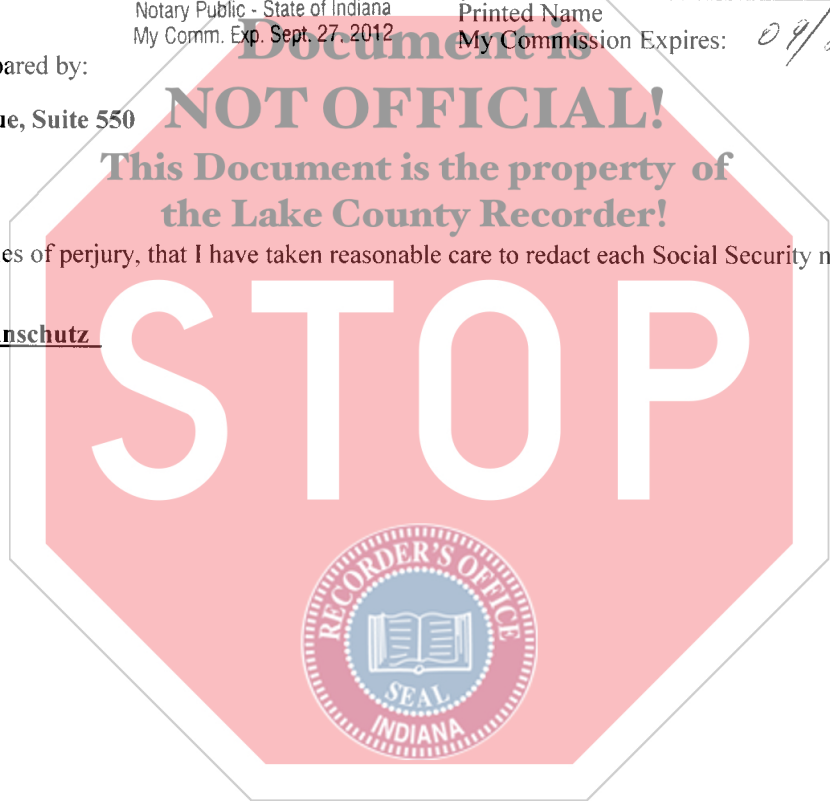 Notary Public - State of Indiana
My Comm. Exp. Sept. 27. 2012
Printed Name
My Commission Expires: 09/
Document is
pared by:
NOT OFFICIAL!
ue, Suite 550
This Document is the property of
the Lake County Recorder!
es of perjury, that I have taken reasonable care to redact each Social Security n
nschutz
STOP
RECORDER'S OFFICE
SEAL
INDIANA